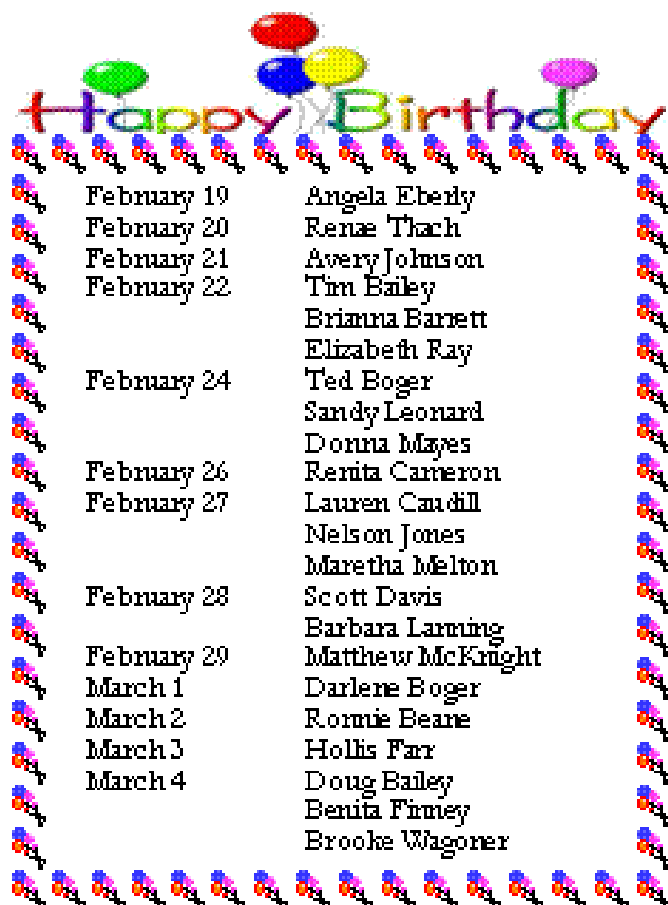 Happy Birthday
February 19 Angela Eberly
February 20 Renae Tkach
February 21 Avery Johnson
February 22 Tim Bailey
Brianna Barrett
Elizabeth Ray
February 24 Ted Boger
Sandy Leonard
Donna Mayes
February 26 Renita Cameron
February 27 Lauren Caudill
Nelson Jones
Maretha Melton
February 28 Scott Davis
Barbara Lanning
February 29 Matthew McKnight
March 1 Darlene Boger
March 2 Ronnie Beane
March 3 Hollis Farr
March 4 Doug Bailey
Benita Finney
Brooke Wagoner